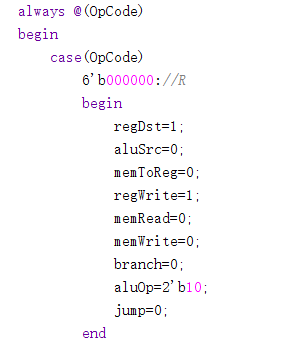 always @(OpCode)
begin
case(OpCode)
6'b000000://R
begin
regDst=1;
aluSrc=0;
memToReg=0;
regWrite=1;
memRead=0;
memWrite=0;
branch=0;
aluOp=2'b10;
jump=0;
end